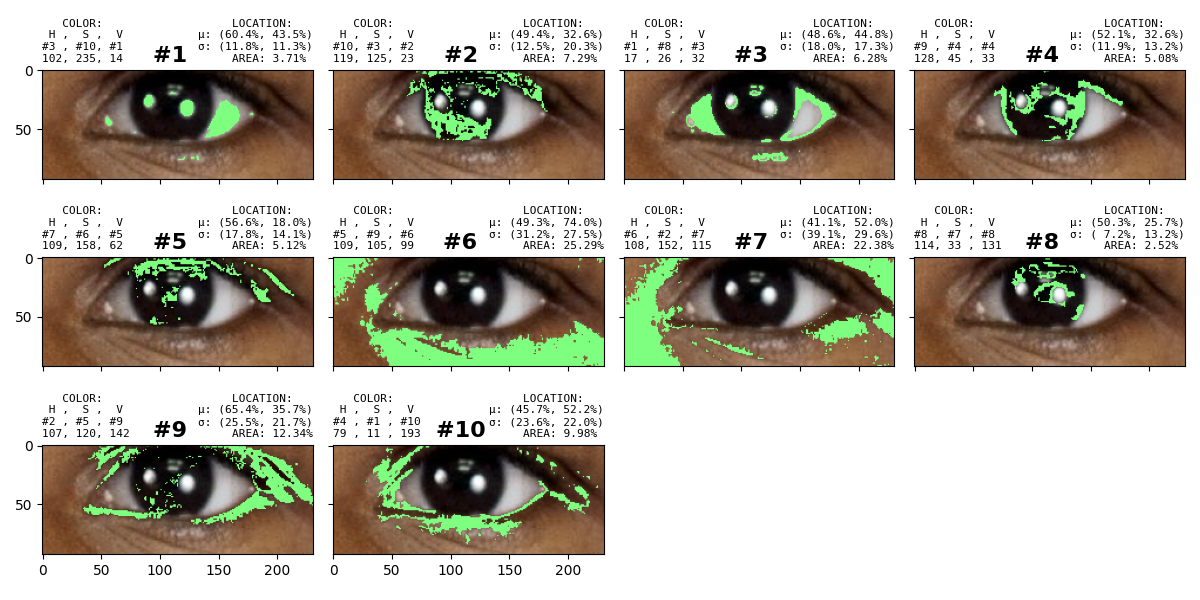 COLOR: LOCATION: COLOR: LOCATION: COLOR: LOCATION: COLOR: LOCATION:
H , S , V μ: (60.4%, 43.5%) H , S , V μ: (49.4%, 32.6%) H , S , V μ: (48.6%, 44.8%) H , S , V μ: (52.1%, 32.6%)
#3 , #10, #1 σ: (11.8%, 11.3%) #10, #3 , #2 σ: (12.5%, 20.3%) #1 , #8 , #3 σ: (18.0%, 17.3%) #9 , #4 , #4 σ: (11.9%, 13.2%)
102, 235, 14 #1 AREA: 3.71% 119, 125, 23 #2 AREA: 7.29% 17 , 26 , 32 #3 AREA: 6.28% 128, 45 , 33 #4 AREA: 5.08%
0
50
COLOR: LOCATION: COLOR: LOCATION: COLOR: LOCATION: COLOR: LOCATION:
H , S , V μ: (56.6%, 18.0%) H , S , V μ: (49.3%, 74.0%) H , S , V μ: (41.1%, 52.0%) H , S , V μ: (50.3%, 25.7%)
#7 , #6 , #5 σ: (17.8%, 14.1%) #5 , #9 , #6 σ: (31.2%, 27.5%) #6 , #2 , #7 σ: (39.1%, 29.6%) #8 , #7 , #8 σ: ( 7.2%, 13.2%)
109, 158, 62 #5 AREA: 5.12% 109, 105, 99 #6 AREA: 25.29% 108, 152, 115 #7 AREA: 22.38% 114, 33 , 131 #8 AREA: 2.52%
0
50
COLOR: LOCATION: COLOR: LOCATION:
H , S , V μ: (65.4%, 35.7%) H , S , V μ: (45.7%, 52.2%)
#2 , #5 , #9 σ: (25.5%, 21.7%) #4 , #1 , #10 σ: (23.6%, 22.0%)
107, 120, 142 #9 AREA: 12.34% 79 , 11 , 193 #10 AREA: 9.98%
0
50
0 50 100 150 200 0 50 100 150 200